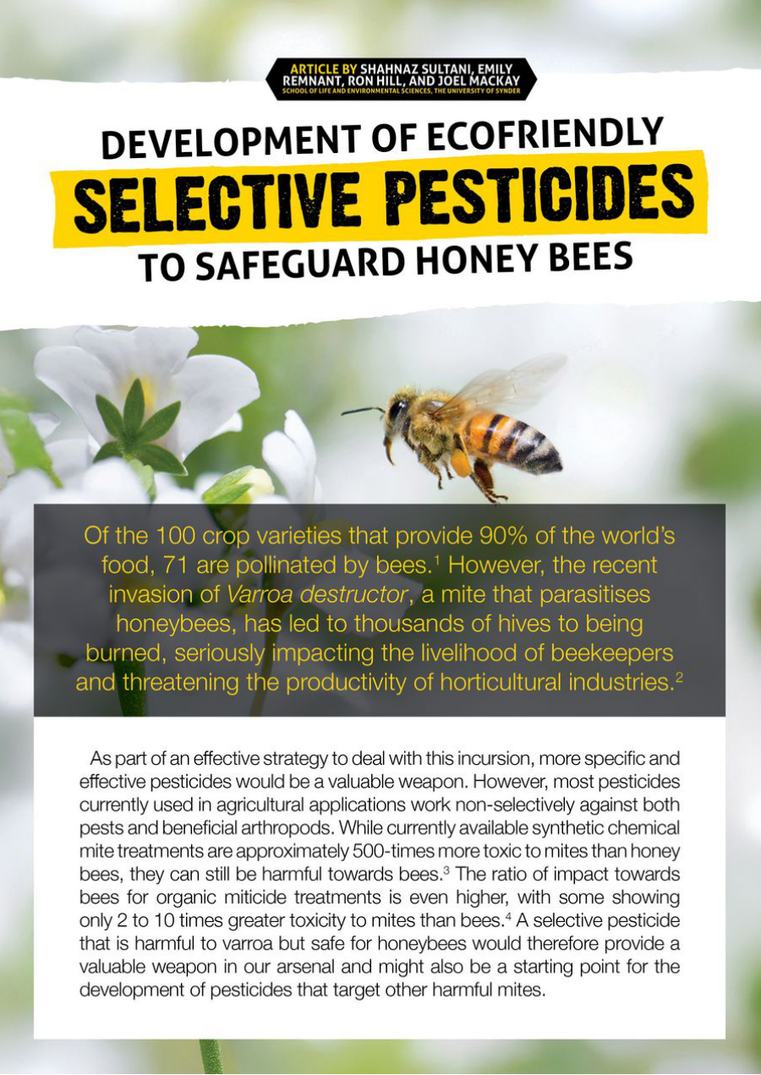 ARTICLE BY SHAHNAZ SULTANI, EMILY
REMNANT, RON HILL, AND JOEL MACKAY
SCHOOL OF LIFE AND ENVIRONMENTAL SCIENCES, THE UNIVERSITY OF SYNDER
DEVELOPMENT OF ECOFRIENDLY
SELECTIVE PESTICIDES
TO SAFEGUARD HONEY BEES
Of the 100 crop varieties that provide 90% of the world’s
food, 71 are pollinated by bees.¹ However, the recent
invasion of Varroa destructor, a mite that parasitises
honeybees, has led to thousands of hives to being
burned, seriously impacting the livelihood of beekeepers
and threatening the productivity of horticultural industries.²
As part of an effective strategy to deal with this incursion, more specific and
effective pesticides would be a valuable weapon. However, most pesticides
currently used in agricultural applications work non-selectively against both
pests and beneficial arthropods. While currently available synthetic chemical
mite treatments are approximately 500-times more toxic to mites than honey
bees, they can still be harmful towards bees.³ The ratio of impact towards
bees for organic miticide treatments is even higher, with some showing
only 2 to 10 times greater toxicity to mites than bees.⁴ A selective pesticide
that is harmful to varroa but safe for honeybees would therefore provide a
valuable weapon in our arsenal and might also be a starting point for the
development of pesticides that target other harmful mites.